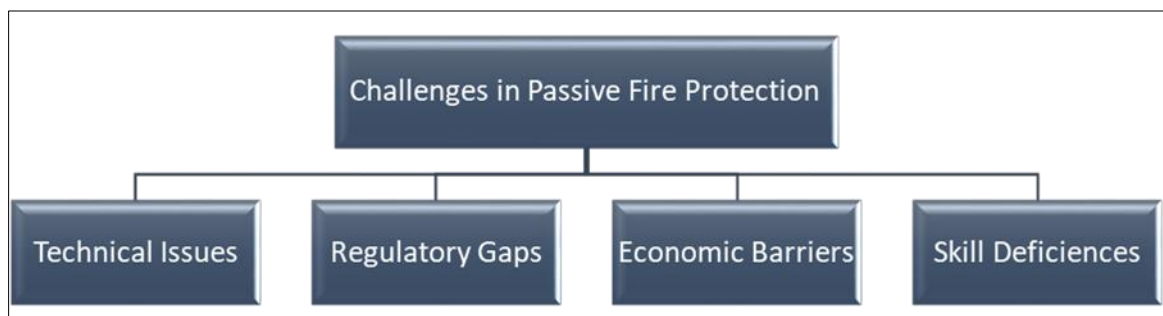 Challenges in Passive Fire Protection
Technical Issues
Regulatory Gaps
Economic Barriers
Skill Deficiences